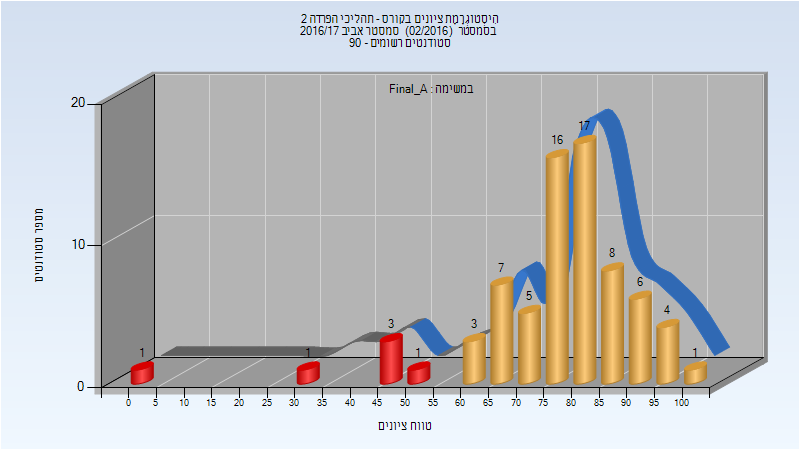 היסטוגרמת ציונים בקורס - תהליכי הפרדה 2
בסמסטר (02/2016) סמסטר אביב 2016/17
סטודנטים רשומים - 90
במשימה : Final_A
מספר סטודנטים
20
10
0
1
1
3
1
3
7
5
16
17
8
6
4
1
0 5 10 15 20 25 30 35 40 45 50 55 60 65 70 75 80 85 90 95 100
טווח ציונים